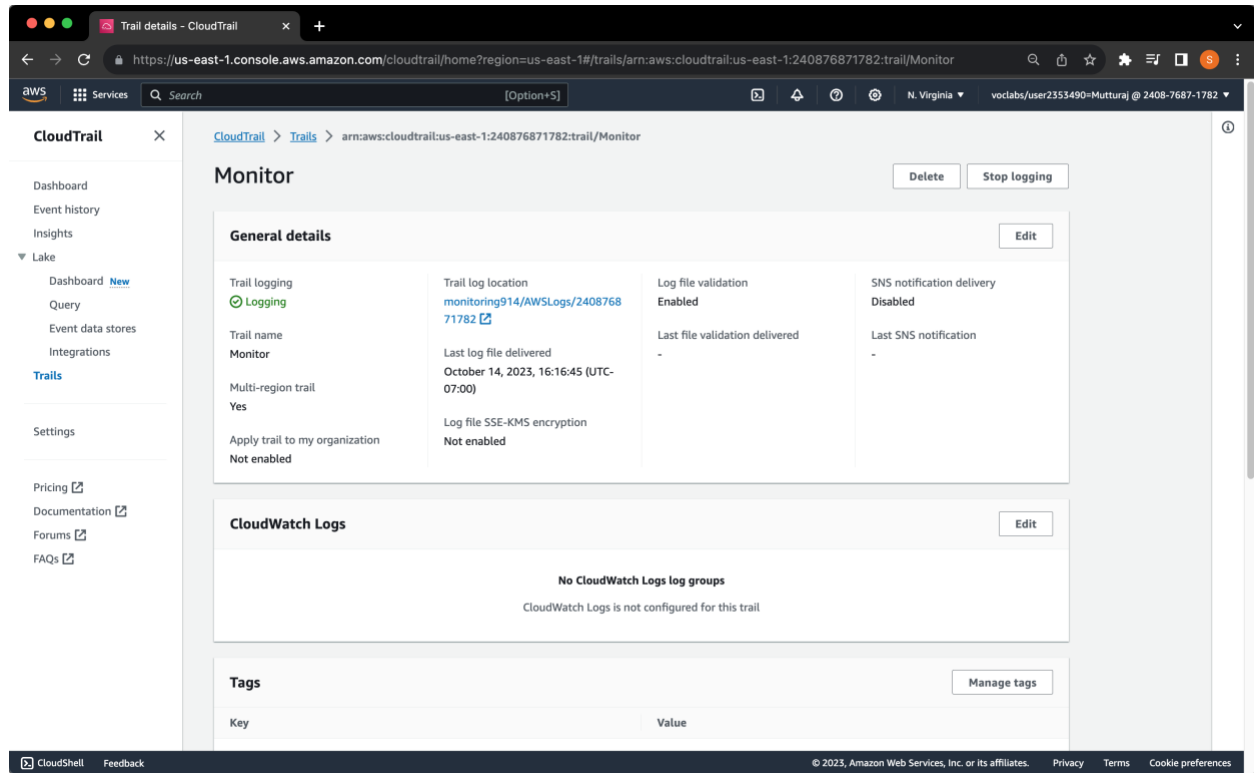 Trail details - CloudTrail
https://us-east-1.console.aws.amazon.com/cloudtrail/home?region=us-east-1#/trails/arn:aws:cloudtrail:us-east-1:240876871782:trail/Monitor
S
aws
Services
Search
[Option+S]
N. Virginia
voclabs/user2353490=Mutturaj @ 2408-7687-1782
CloudTrail
Dashboard
Event history
Insights
Lake
Dashboard New
Query
Event data stores
Integrations
Trails
Settings
Pricing
Documentation
Forums
FAQs
CloudTrail > Trails > arn:aws:cloudtrail:us-east-1:240876871782:trail/Monitor
Monitor
Delete
Stop logging
General details
Edit
Trail logging
Logging
Trail name
Monitor
Multi-region trail
Yes
Apply trail to my organization
Not enabled
Trail log location
monitoring914/AWSLogs/2408768
71782
Last log file delivered
October 14, 2023, 16:16:45 (UTC-
07:00)
Log file SSE-KMS encryption
Not enabled
Log file validation
Enabled
Last file validation delivered
-
SNS notification delivery
Disabled
Last SNS notification
-
CloudWatch Logs
Edit
No CloudWatch Logs log groups
CloudWatch Logs is not configured for this trail
Tags
Manage tags
Key
Value
CloudShell
Feedback
© 2023, Amazon Web Services, Inc. or its affiliates.
Privacy
Terms
Cookie preferences